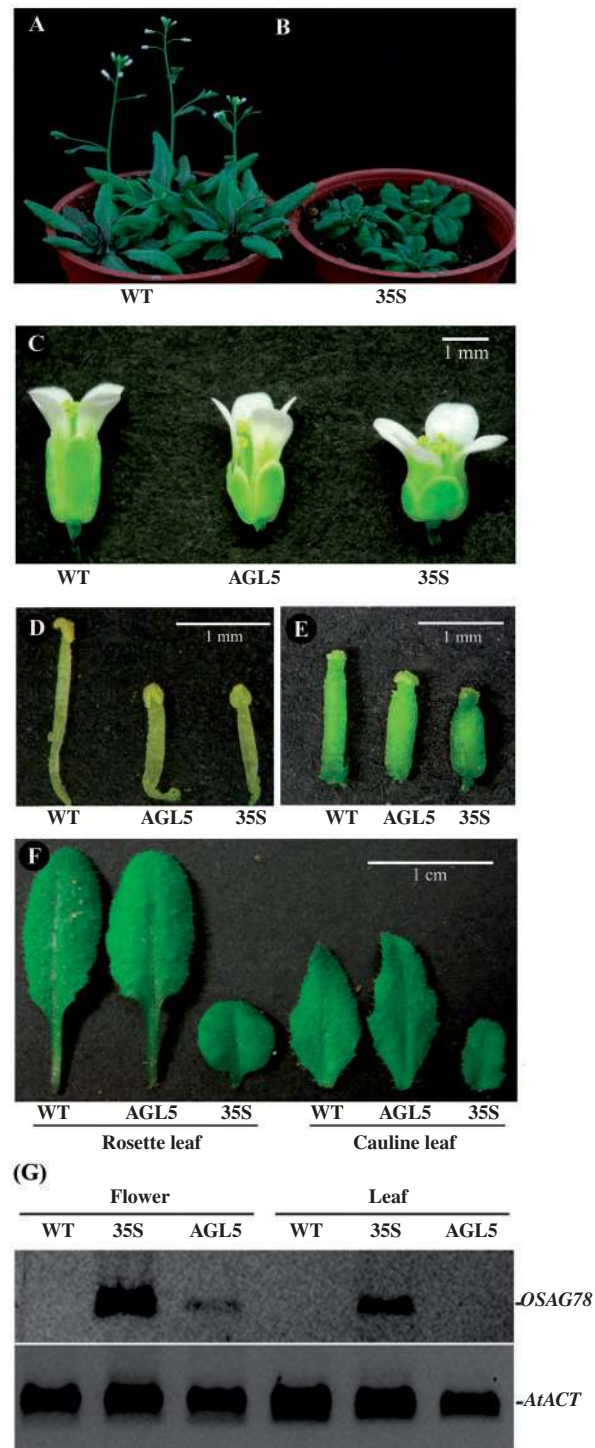 A
B
WT 35S
C
1 mm
WT AGL5 35S
D
1 mm
E
1 mm
WT AGL5 35S
WT AGL5 35S
F
1 cm
WT AGL5 35S WT AGL5 35S
Rosette leaf Cauline leaf
(G)
Flower Leaf
WT 35S AGL5 WT 35S AGL5
-OSAG78
-AtACT